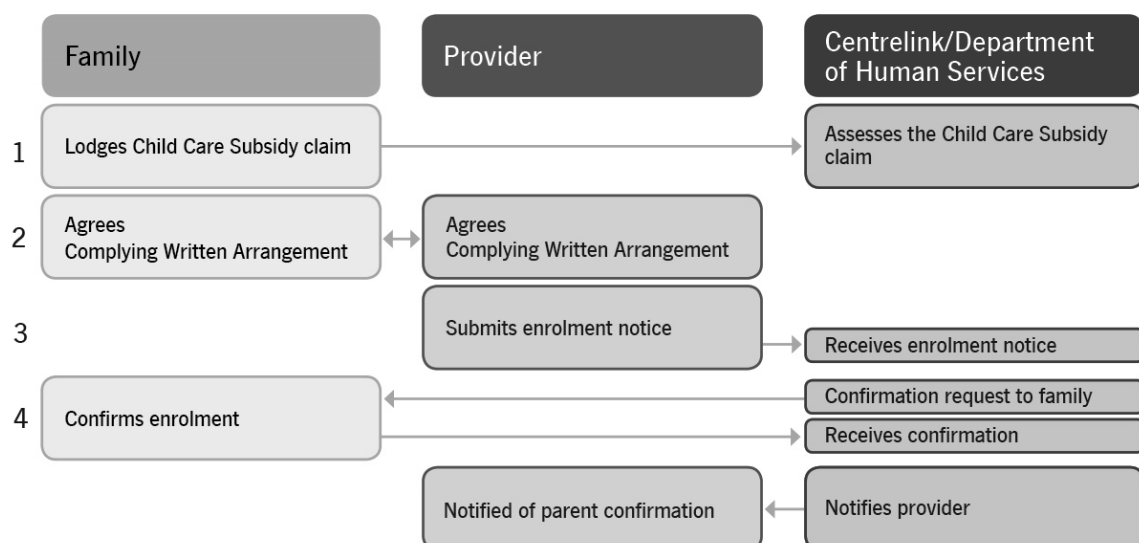 Family
Provider
Centrelink/Department
of Human Services
1
Lodges Child Care Subsidy claim
Assesses the Child Care Subsidy
claim
2
Agrees
Complying Written Arrangement
Agrees
Complying Written Arrangement
3
Submits enrolment notice
Receives enrolment notice
4
Confirms enrolment
Confirmation request to family
Receives confirmation
Notified of parent confirmation
Notifies provider